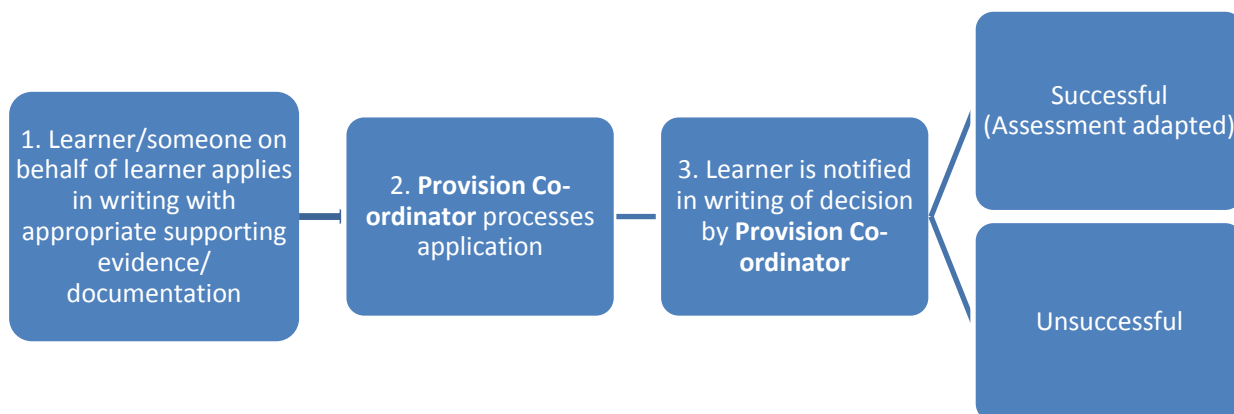 1. Learner/someone on
behalf of learner applies
in writing with
appropriate supporting
evidence/
documentation
2. Provision Co-
ordinator processes
application
3. Learner is notified
in writing of decision
by Provision Co-
ordinator
Successful
(Assessment adapted)
Unsuccessful